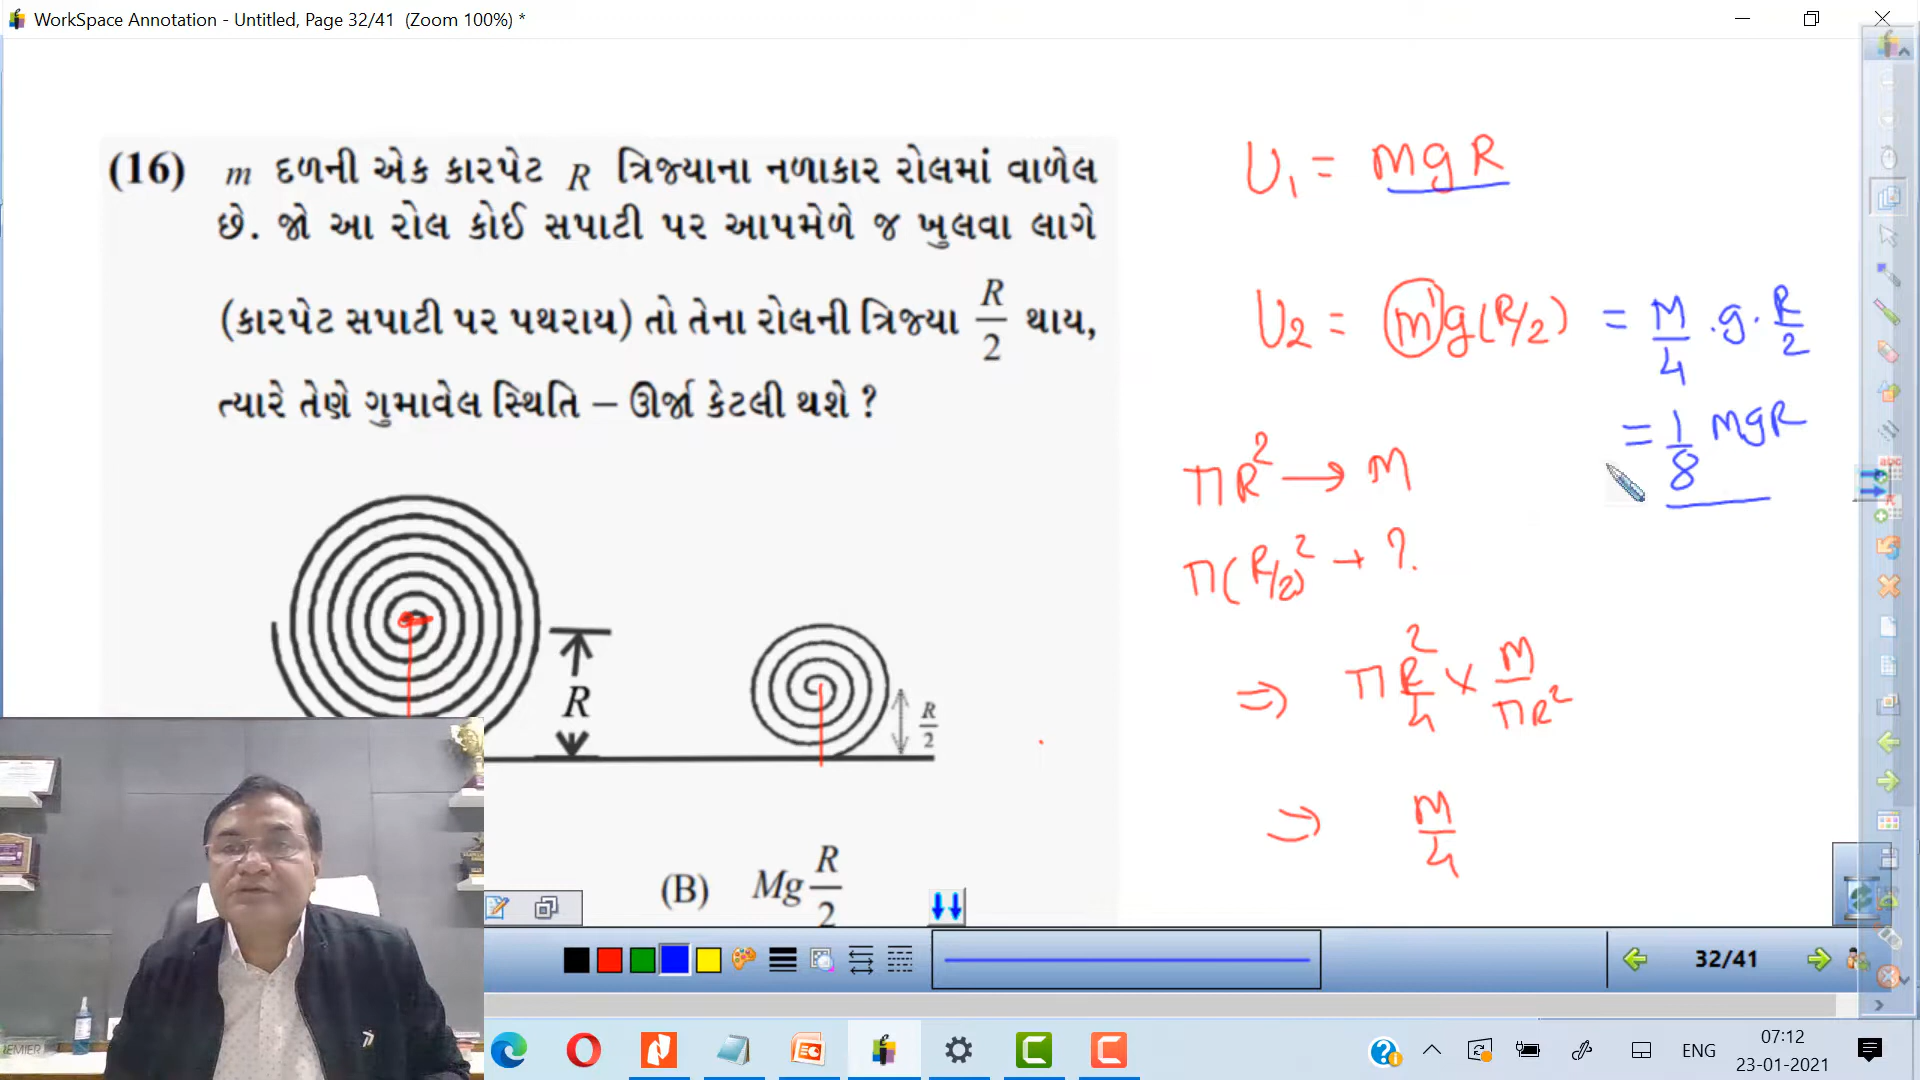 WorkSpace Annotation - Untitled, Page 32/41 (Zoom 100%) *
(16) m દળની એક કારપેટ R ત્રિજ્યાના નળાકાર રોલમાં વાળેલ
છે. જો આ રોલ કોઈ સપાટી પર આપમેળે જ ખુલવા લાગે
(કારપેટ સપાટી પર પથરાય) તો તેના રોલની ત્રિજ્યા R/2 થાય,
ત્યારે તેણે ગુમાવેલ સ્થિતિ – ઊર્જા કેટલી થશે ?
R
R/2
(B) Mg R/2
U₁ = mgR
U₂ = m'g(R/2) = M/4 . g . R/2
= 1/8 MgR
πR² → M
π(R/2)² → ?
⇒ πR²/4 × M/πR²
⇒ M/4
32/41
ENG
07:12
23-01-2021